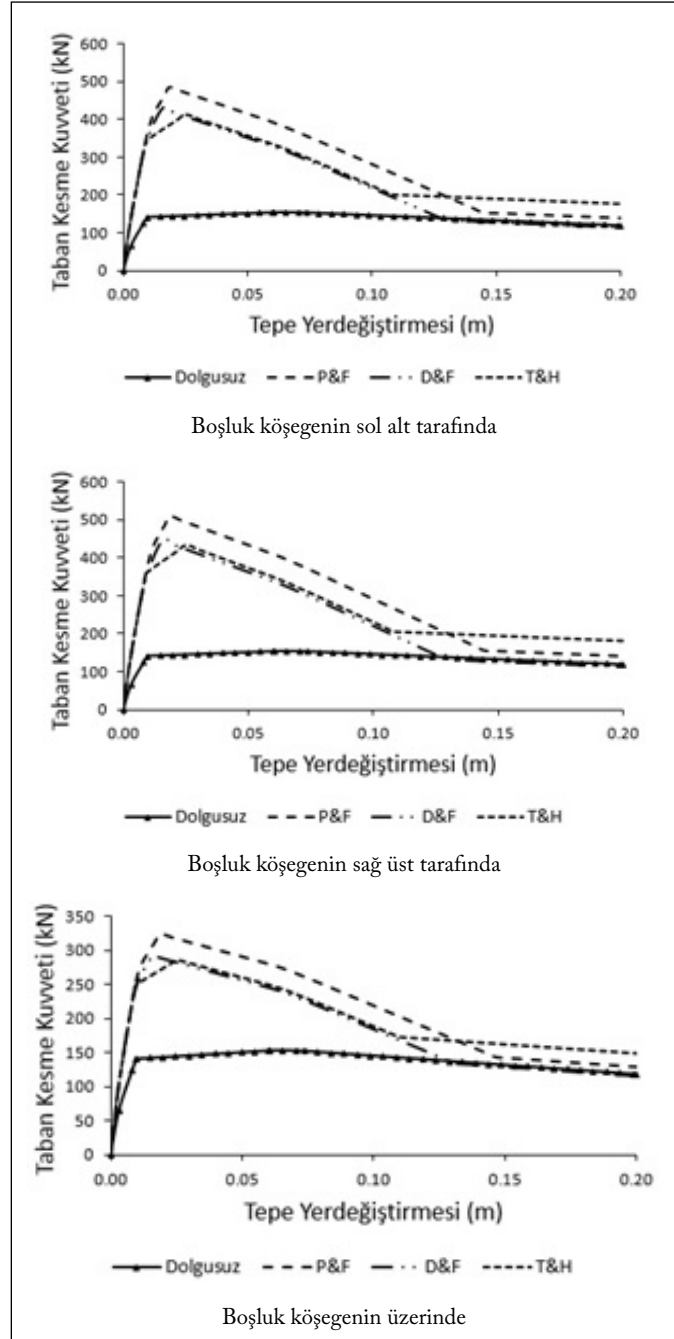 Taban Kesme Kuvveti (kN)
600
500
400
300
200
100
0
0.00 0.05 0.10 0.15 0.20
Tepe Yerdeğiştirmesi (m)
Dolgusuz P&F D&F T&H
Boşluk köşegenin sol alt tarafında
Taban Kesme Kuvveti (kN)
600
500
400
300
200
100
0
0.00 0.05 0.10 0.15 0.20
Tepe Yerdeğiştirmesi (m)
Dolgusuz P&F D&F T&H
Boşluk köşegenin sağ üst tarafında
Taban Kesme Kuvveti (kN)
350
300
250
200
150
100
50
0
0.00 0.05 0.10 0.15 0.20
Tepe Yerdeğiştirmesi (m)
Dolgusuz P&F D&F T&H
Boşluk köşegenin üzerinde